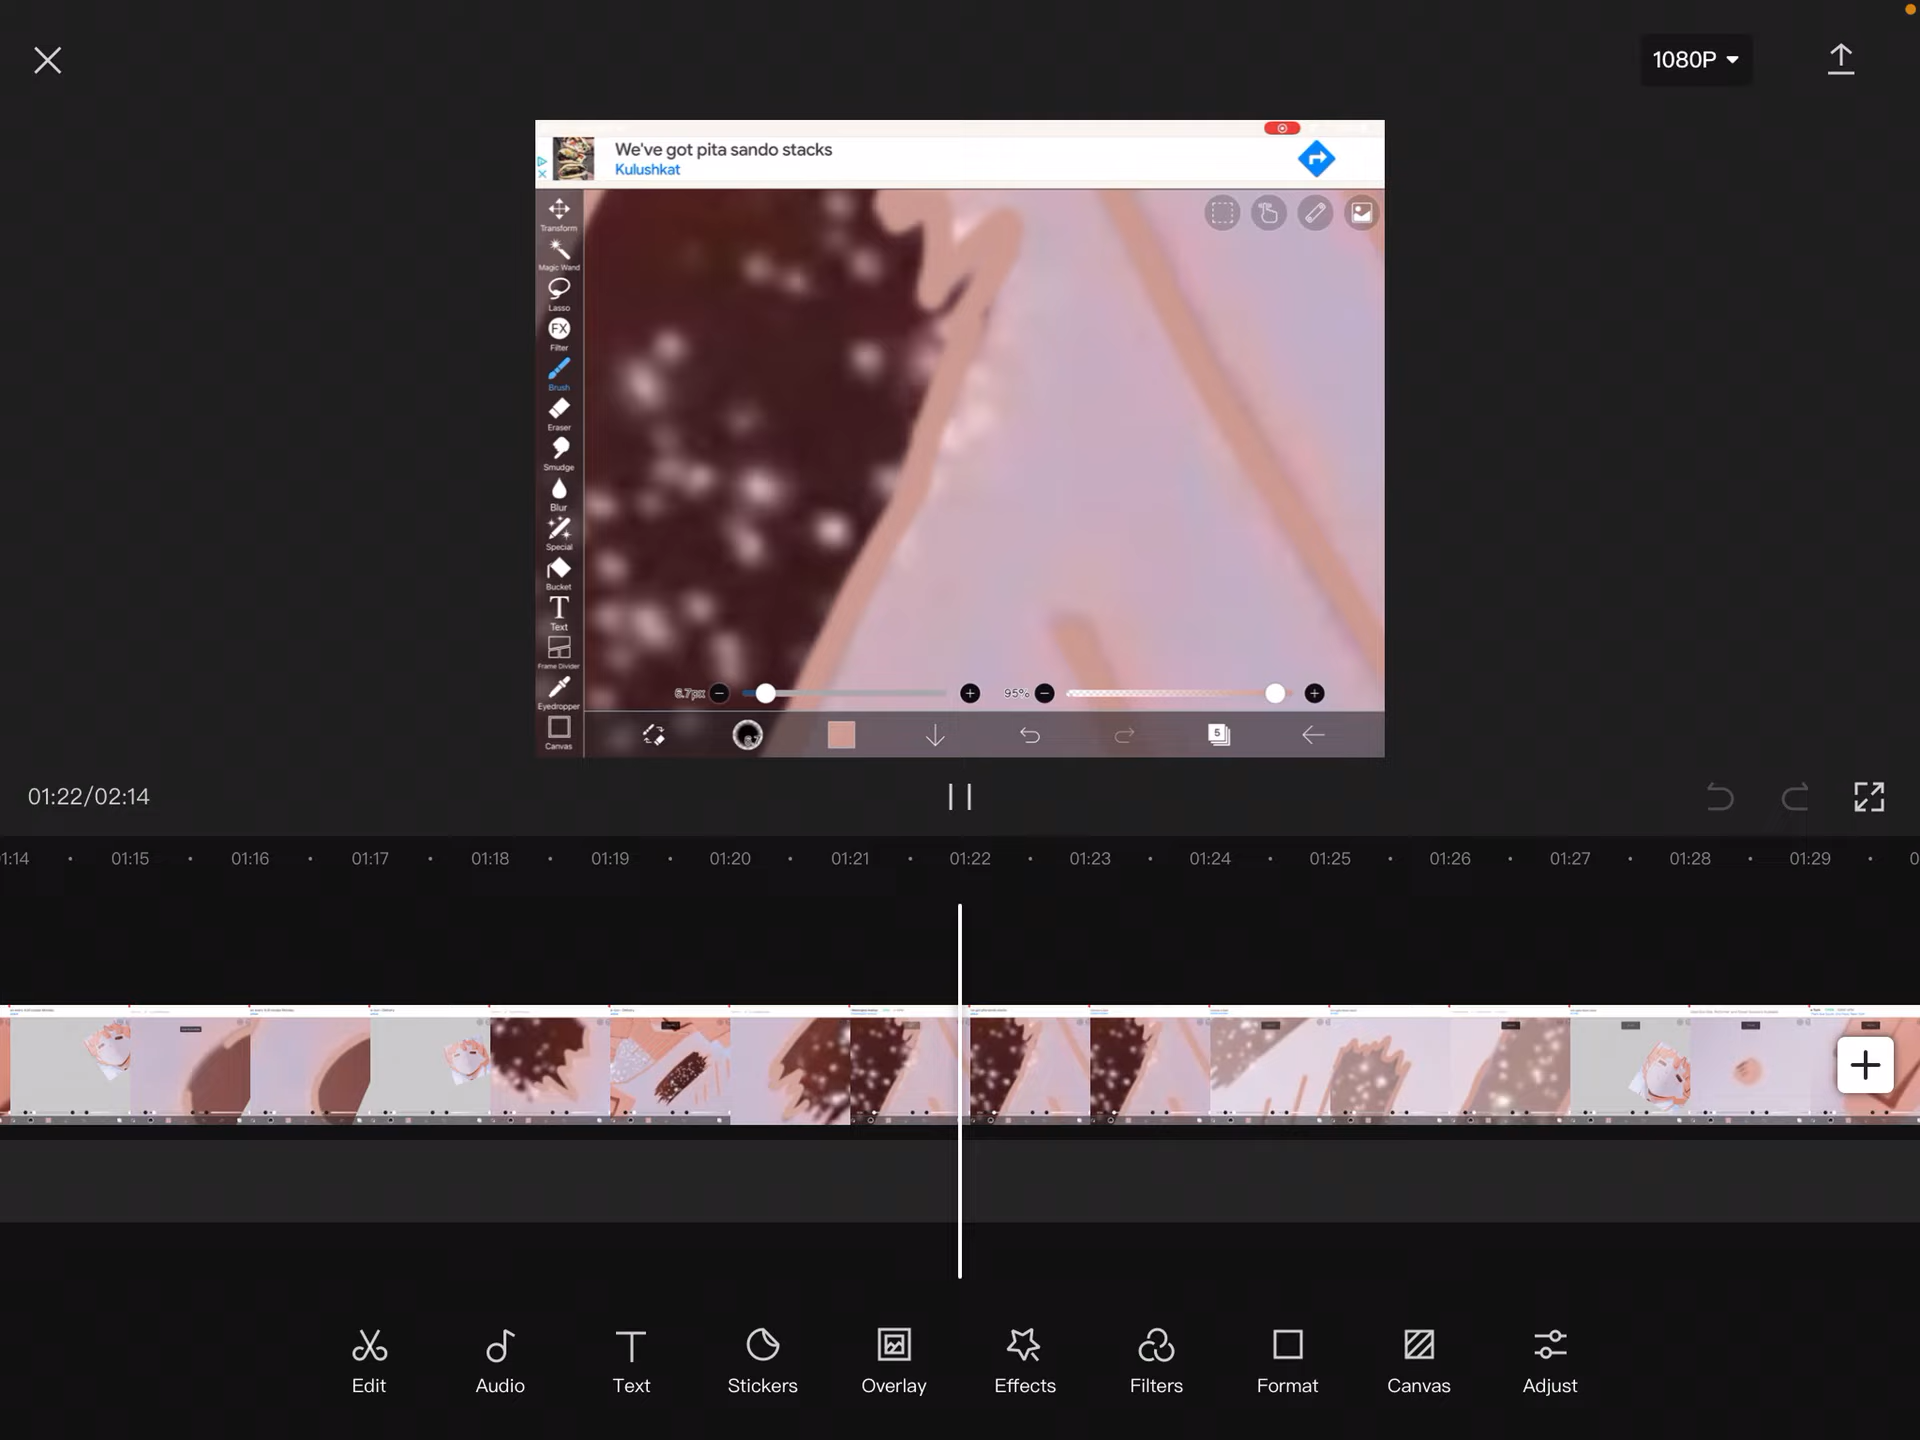 1080P
We've got pita sando stacks
Kulushkat
Transform
Magic Wand
Lasso
FX
Filter
Brush
Eraser
Smudge
Blur
Special
Bucket
T
Text
Frame Divider
Eyedropper
Canvas
6.7px
95%
5
01:22/02:14
1:14 01:15 01:16 01:17 01:18 01:19 01:20 01:21 01:22 01:23 01:24 01:25 01:26 01:27 01:28 01:29 0
Edit Audio Text Stickers Overlay Effects Filters Format Canvas Adjust